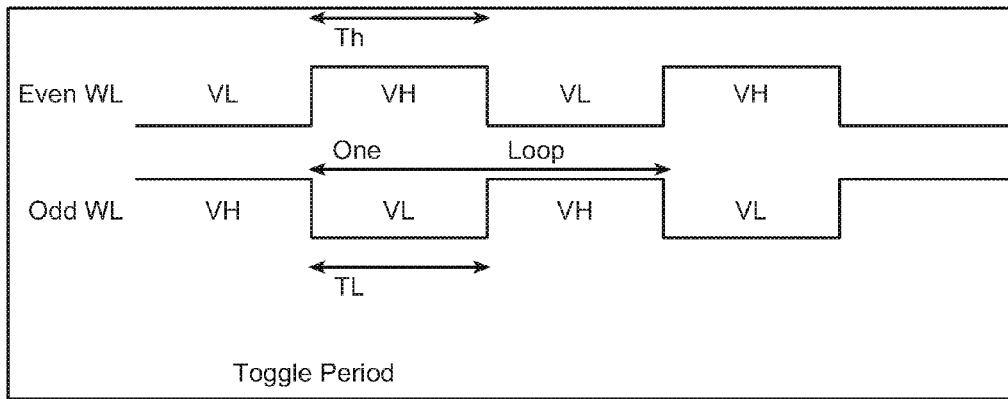 Th
Even WL VL VH VL VH
One Loop
Odd WL VH VL VH VL
TL
Toggle Period